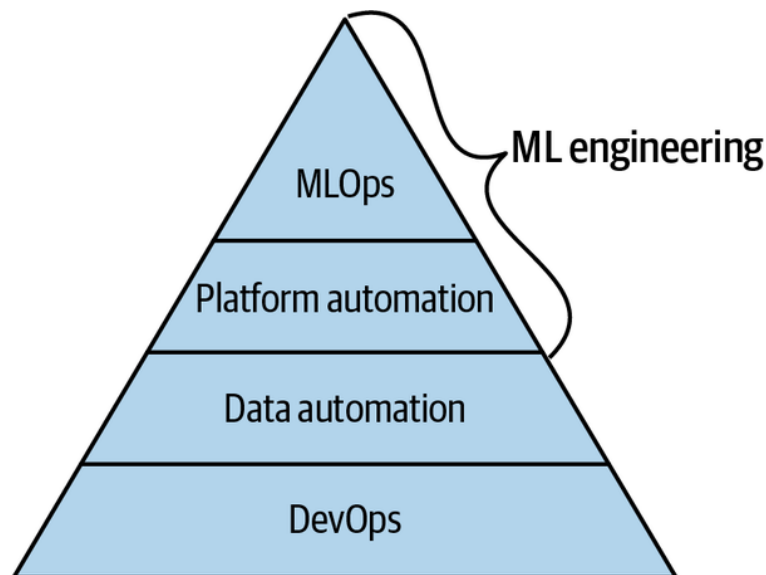 ML engineering
MLOps
Platform automation
Data automation
DevOps